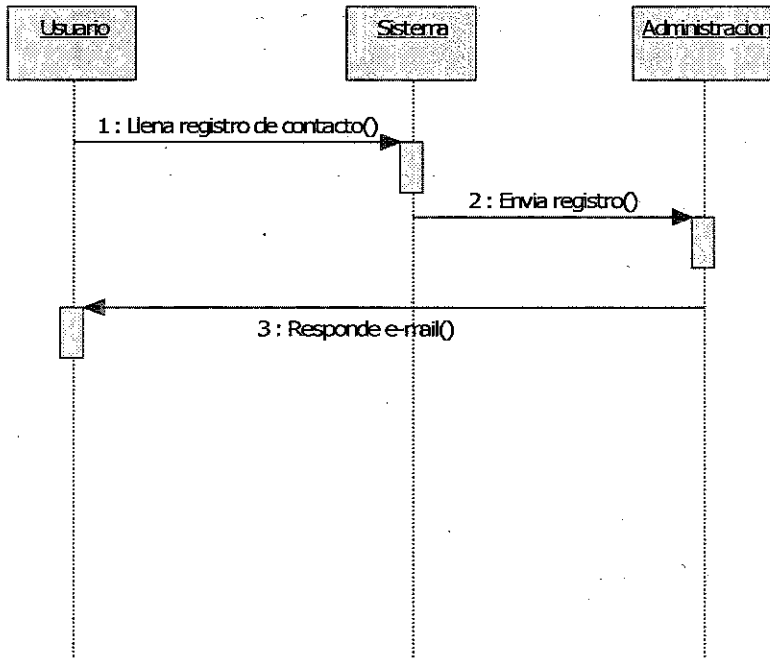 Usuario
Sistema
Administracion
1 : Llena registro de contacto()
2 : Envia registro()
3 : Responde e-mail()